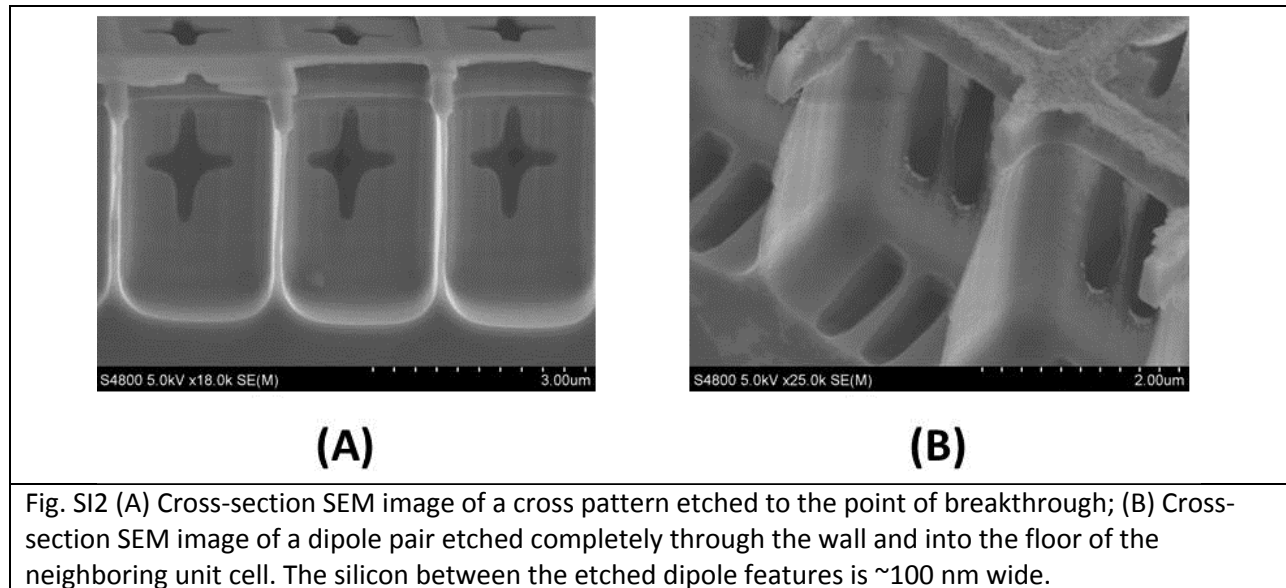 S4800 5.0kV x18.0k SE(M)
3.00um
S4800 5.0kV x25.0k SE(M)
2.00um
(A)
(B)
Fig. SI2 (A) Cross-section SEM image of a cross pattern etched to the point of breakthrough; (B) Cross-
section SEM image of a dipole pair etched completely through the wall and into the floor of the
neighboring unit cell. The silicon between the etched dipole features is ~100 nm wide.